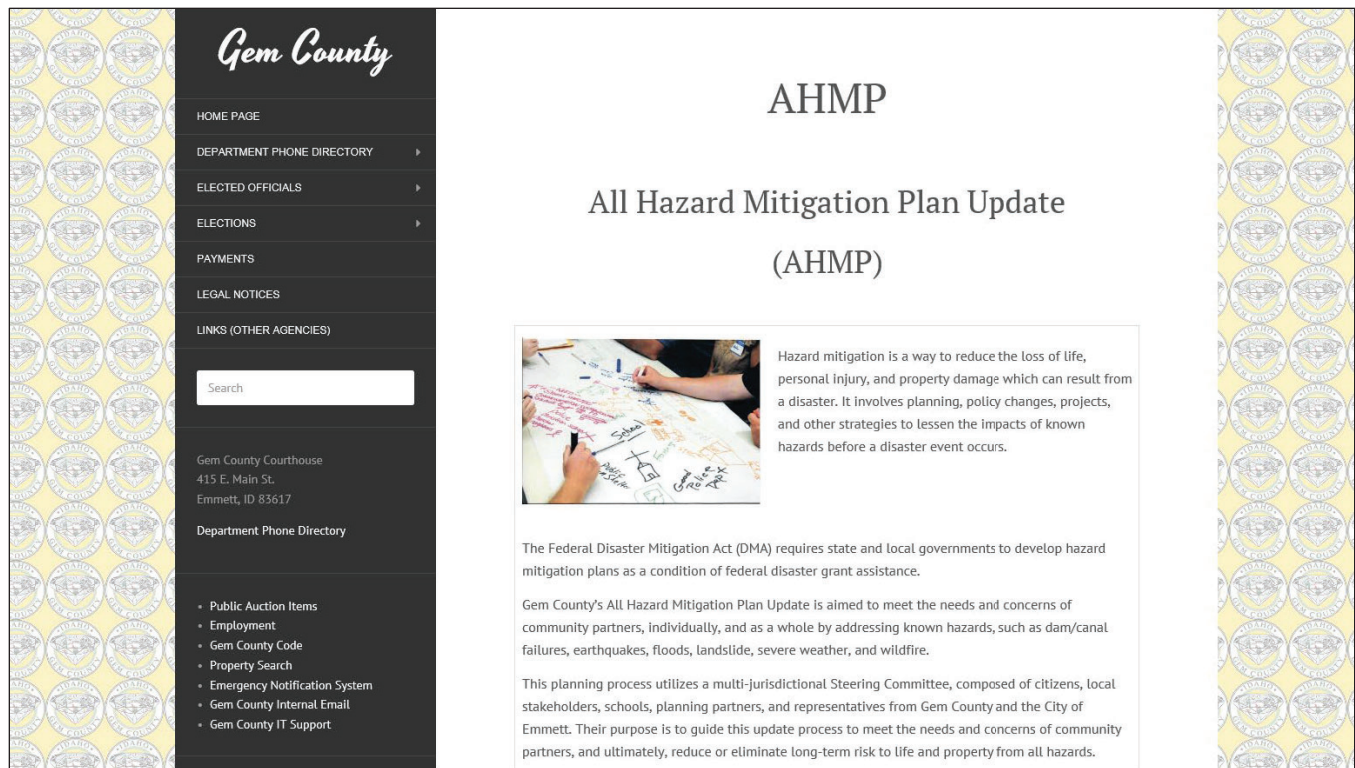 Gem County
HOME PAGE
DEPARTMENT PHONE DIRECTORY
ELECTED OFFICIALS
ELECTIONS
PAYMENTS
LEGAL NOTICES
LINKS (OTHER AGENCIES)
Search
Gem County Courthouse
415 E. Main St.
Emmett, ID 83617
Department Phone Directory
Public Auction Items
Employment
Gem County Code
Property Search
Emergency Notification System
Gem County Internal Email
Gem County IT Support
AHMP
All Hazard Mitigation Plan Update
(AHMP)
School
Public
Hazard mitigation is a way to reduce the loss of life,
personal injury, and property damage which can result from
a disaster. It involves planning, policy changes, projects,
and other strategies to lessen the impacts of known
hazards before a disaster event occurs.
The Federal Disaster Mitigation Act (DMA) requires state and local governments to develop hazard
mitigation plans as a condition of federal disaster grant assistance.
Gem County's All Hazard Mitigation Plan Update is aimed to meet the needs and concerns of
community partners, individually, and as a whole by addressing known hazards, such as dam/canal
failures, earthquakes, floods, landslide, severe weather, and wildfire.
This planning process utilizes a multi-jurisdictional Steering Committee, composed of citizens, local
stakeholders, schools, planning partners, and representatives from Gem County and the City of
Emmett. Their purpose is to guide this update process to meet the needs and concerns of community
partners, and ultimately, reduce or eliminate long-term risk to life and property from all hazards.